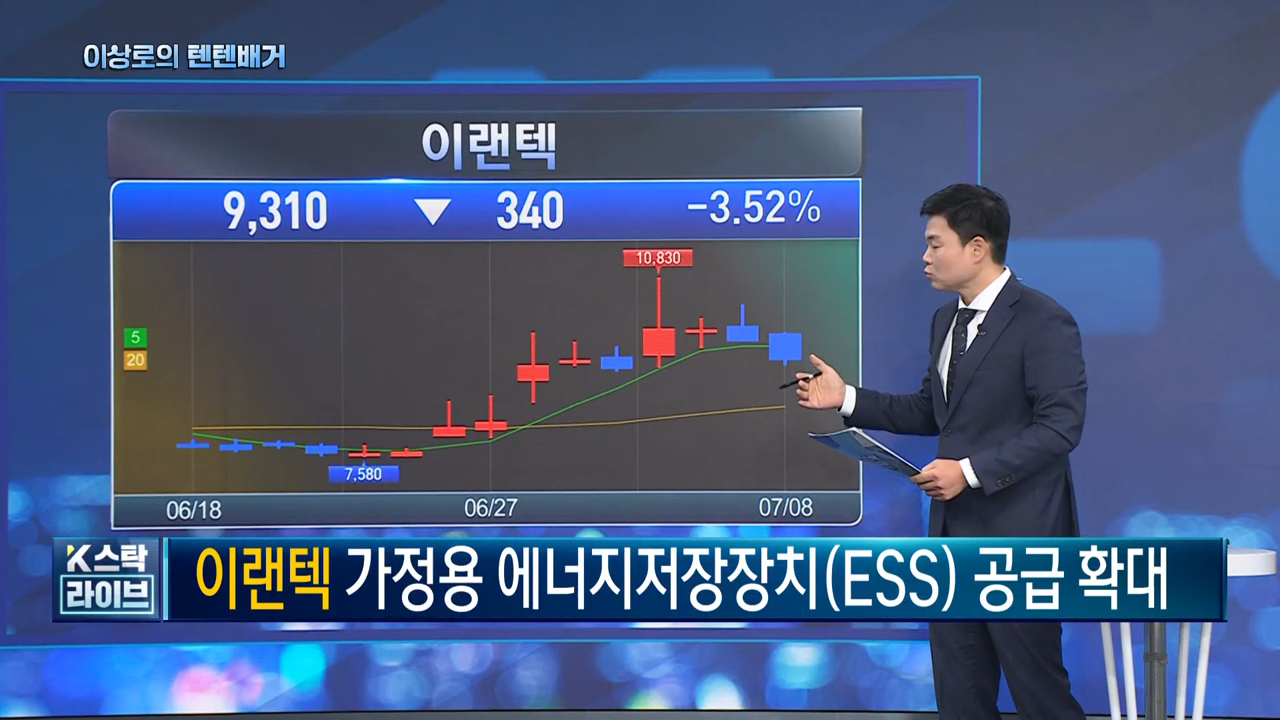 이상로의 텐텐배거
이랜텍
9,310 ▼ 340 -3.52%
10,830
5
20
7,580
06/18 06/27 07/08
K스탁
라이브
이랜텍 가정용 에너지저장장치(ESS) 공급 확대